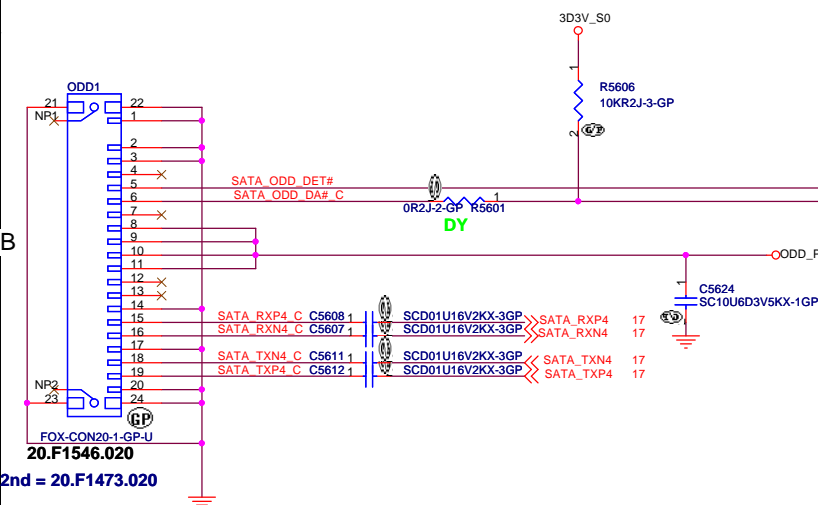 3D3V_S0
1
R5606
10KR2J-3-GP
2
ODD1
21
22
NP1
1
2
3
4
5
SATA_ODD_DET#
6
SATA_ODD_DA#_C
1
0R2J-2-GP R5601
DY
7
8
B
9
10
ODD_P
11
12
13
14
1
C5624
SC10U6D3V5KX-1GP
15
SATA_RXP4_C C5608 1
SCD01U16V2KX-3GP
SATA_RXP4 17
16
SATA_RXN4_C C5607 1
SCD01U16V2KX-3GP
SATA_RXN4 17
17
18
SATA_TXN4_C C5611 1
SCD01U16V2KX-3GP
SATA_TXN4 17
19
SATA_TXP4_C C5612 1
SCD01U16V2KX-3GP
SATA_TXP4 17
NP2
20
23
24
GP
FOX-CON20-1-GP-U
20.F1546.020
2nd = 20.F1473.020